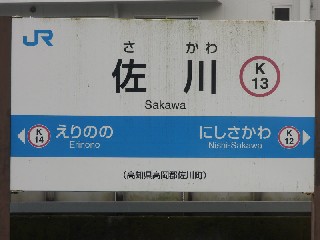 JR
さ かわ
佐 川
K
13
Sakawa
K
14
えりのの
にしさかわ
K
12
Erinono
Nishi-Sakawa
(高知県高岡郡佐川町)